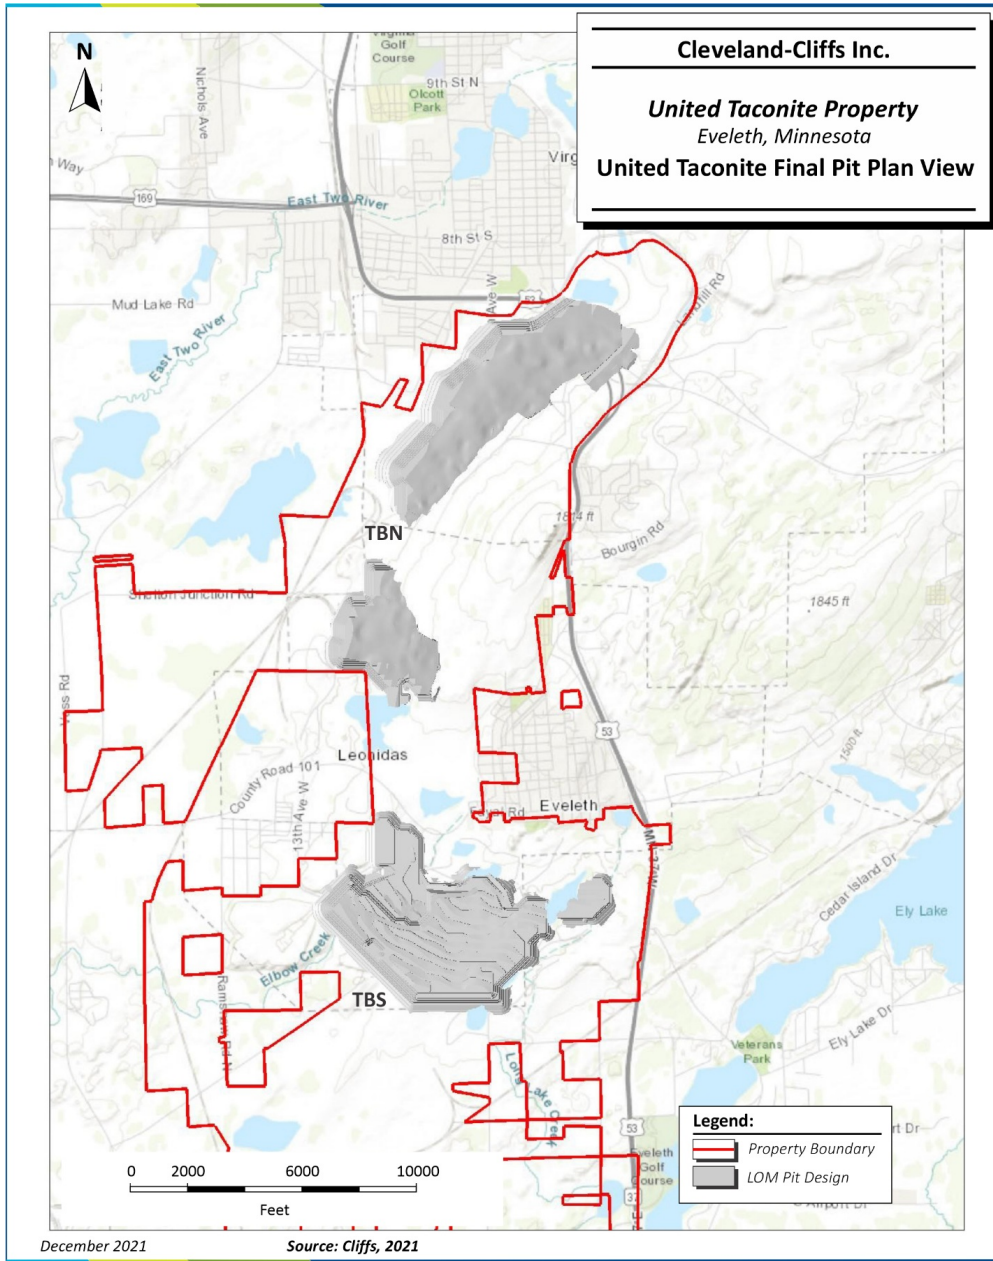 Cleveland-Cliffs Inc.
United Taconite Property
Eveleth, Minnesota
United Taconite Final Pit Plan View
N
Golf
Course
9th St N
Olcott
Park
Nichols Ave
Way
169
East Two River
8th St S
Ave W
53
Landfill Rd
Mud Lake Rd
East Two River
TBN
1814 ft
Bourgin Rd
1845 ft
Shelton Junction Rd
53
1500 ft
Leonidas
County Road 101
13th Ave W
Fayal Rd
Eveleth
Cedar Island Dr
Ely Lake
Elbow Creek
TBS
Ely Lake Dr
Veterans
Park
Long Lake Creek
53
Eveleth
Golf
Course
37
Legend:
Property Boundary
LOM Pit Design
0 2000 6000 10000
Feet
December 2021
Source: Cliffs, 2021